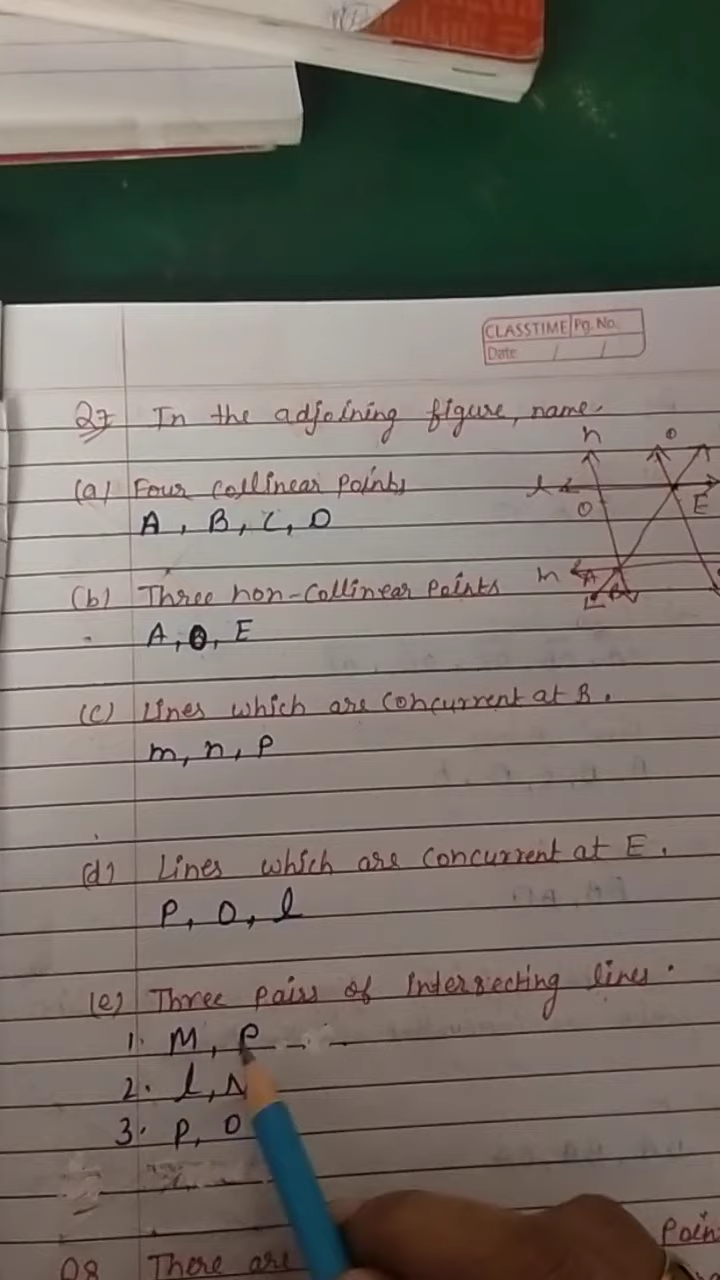 CLASSTIME Pg. No.
Date / /
Q7 In the adjoining figure, name.
(a) Four collinear points
A, B, C, D
(b) Three non-collinear points
A, O, E
(c) Lines which are concurrent at B.
m, n, P
(d) Lines which are concurrent at E.
P, O, l
(e) Three pairs of intersecting lines.
1. M, P
2. l, N
3. P, O
Q8 There are
n
o
l
O
E
m
A
B